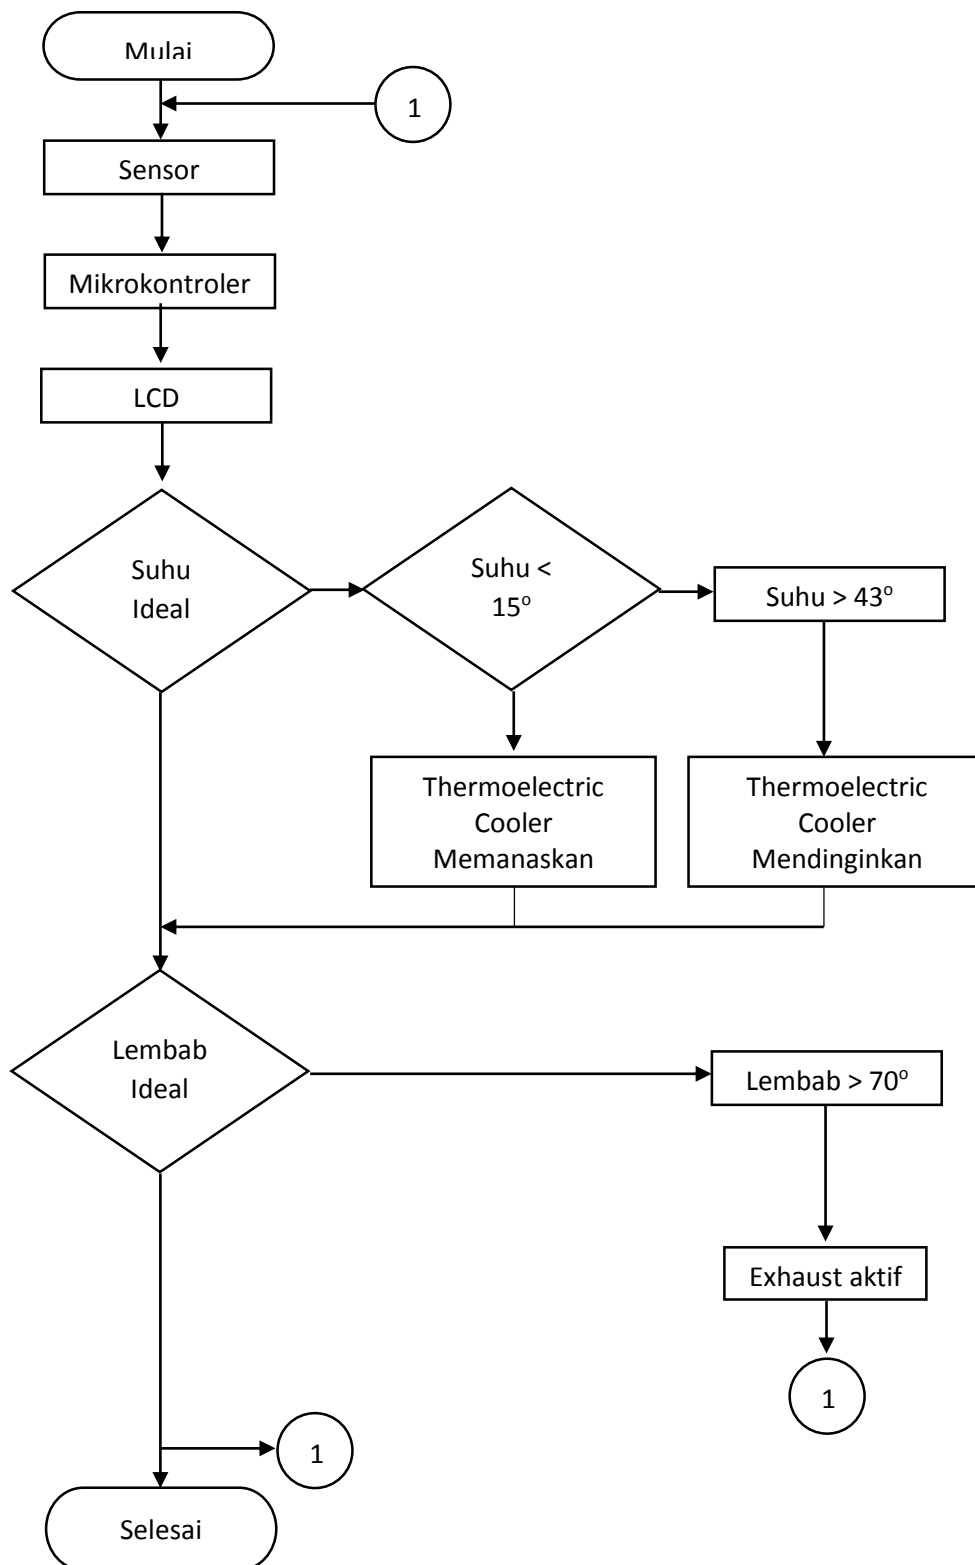 Mulai
1
Sensor
Mikrokontroler
LCD
Suhu
Ideal
Suhu <
15°
Suhu > 43°
Thermoelectric
Cooler
Memanaskan
Thermoelectric
Cooler
Mendinginkan
Lembab
Ideal
Lembab > 70°
Exhaust aktif
1
1
Selesai